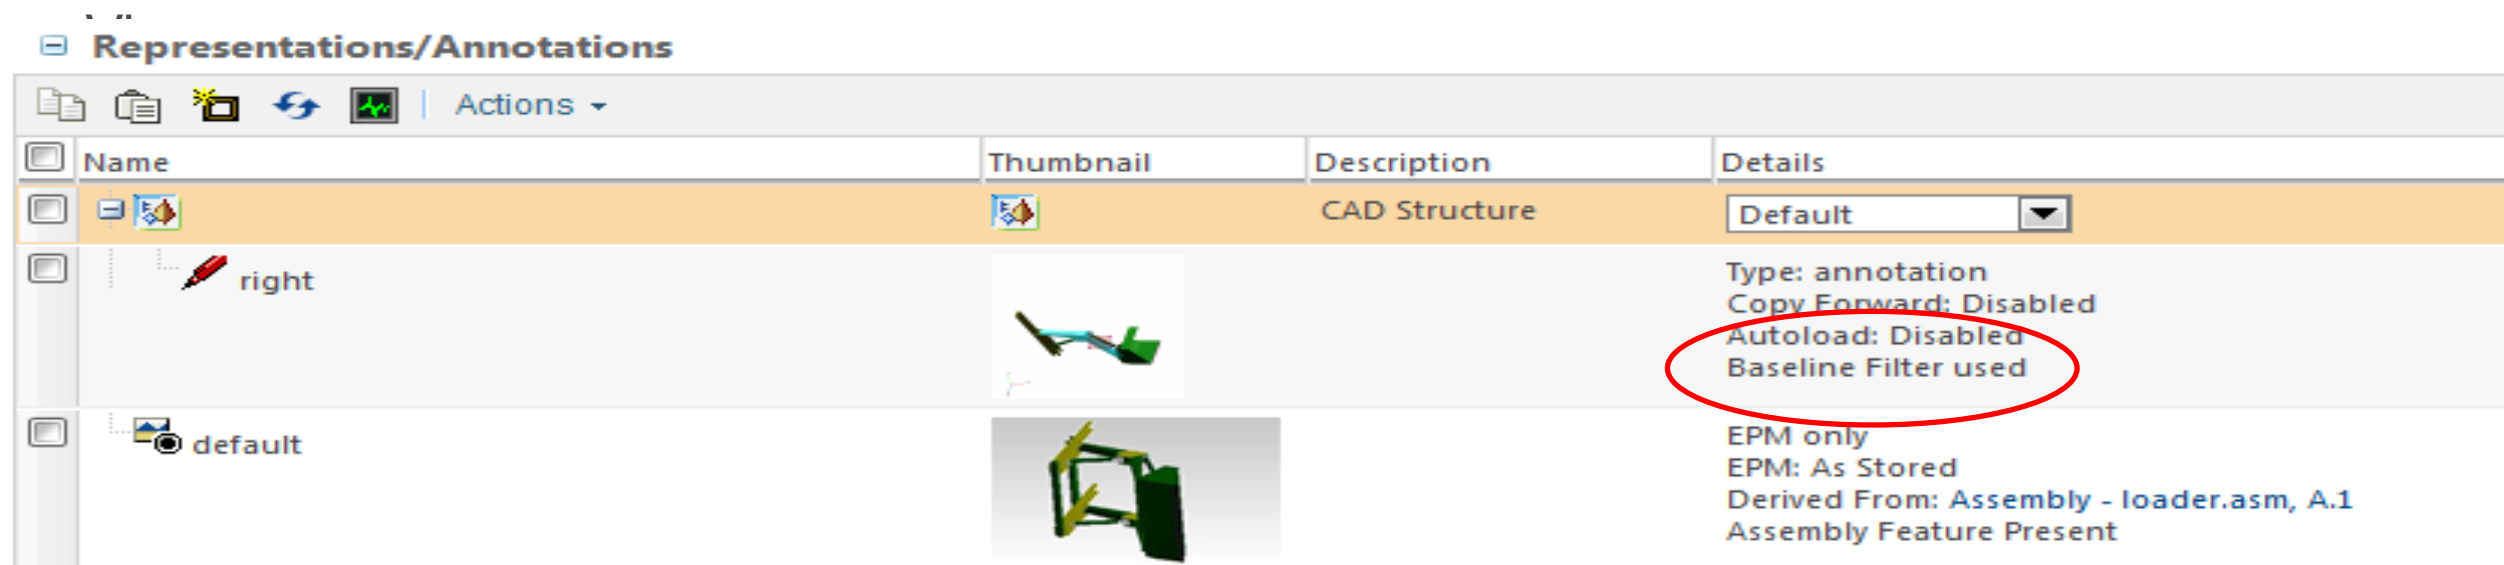 Representations/Annotations
Actions
Name Thumbnail Description Details
CAD Structure Default
right
Type: annotation
Copy Forward: Disabled
Autoload: Disabled
Baseline Filter used
default
EPM only
EPM: As Stored
Derived From: Assembly - loader.asm, A.1
Assembly Feature Present